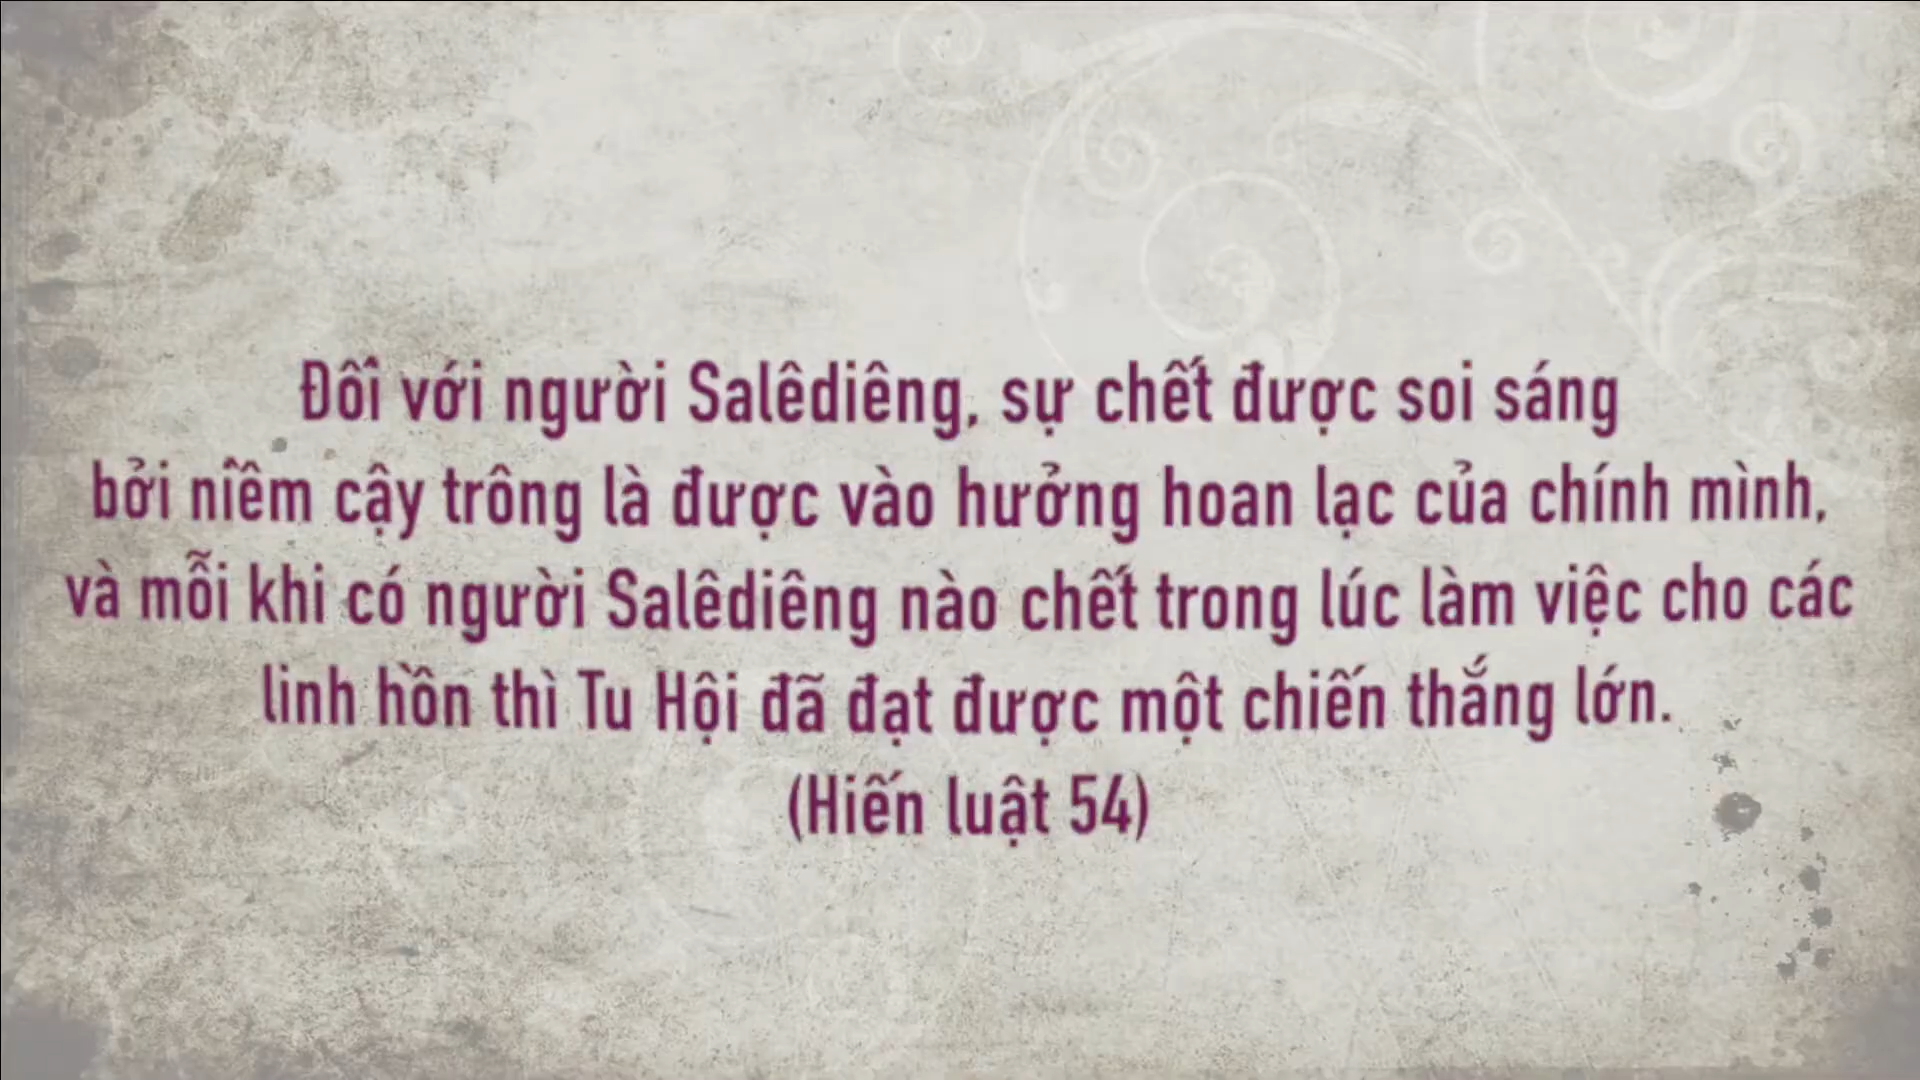 Đối với người Salêdiêng, sự chết được soi sáng
bởi niềm cậy trông là được vào hưởng hoan lạc của chính mình,
và mỗi khi có người Salêdiêng nào chết trong lúc làm việc cho các
linh hồn thì Tu Hội đã đạt được một chiến thắng lớn.
(Hiến luật 54)